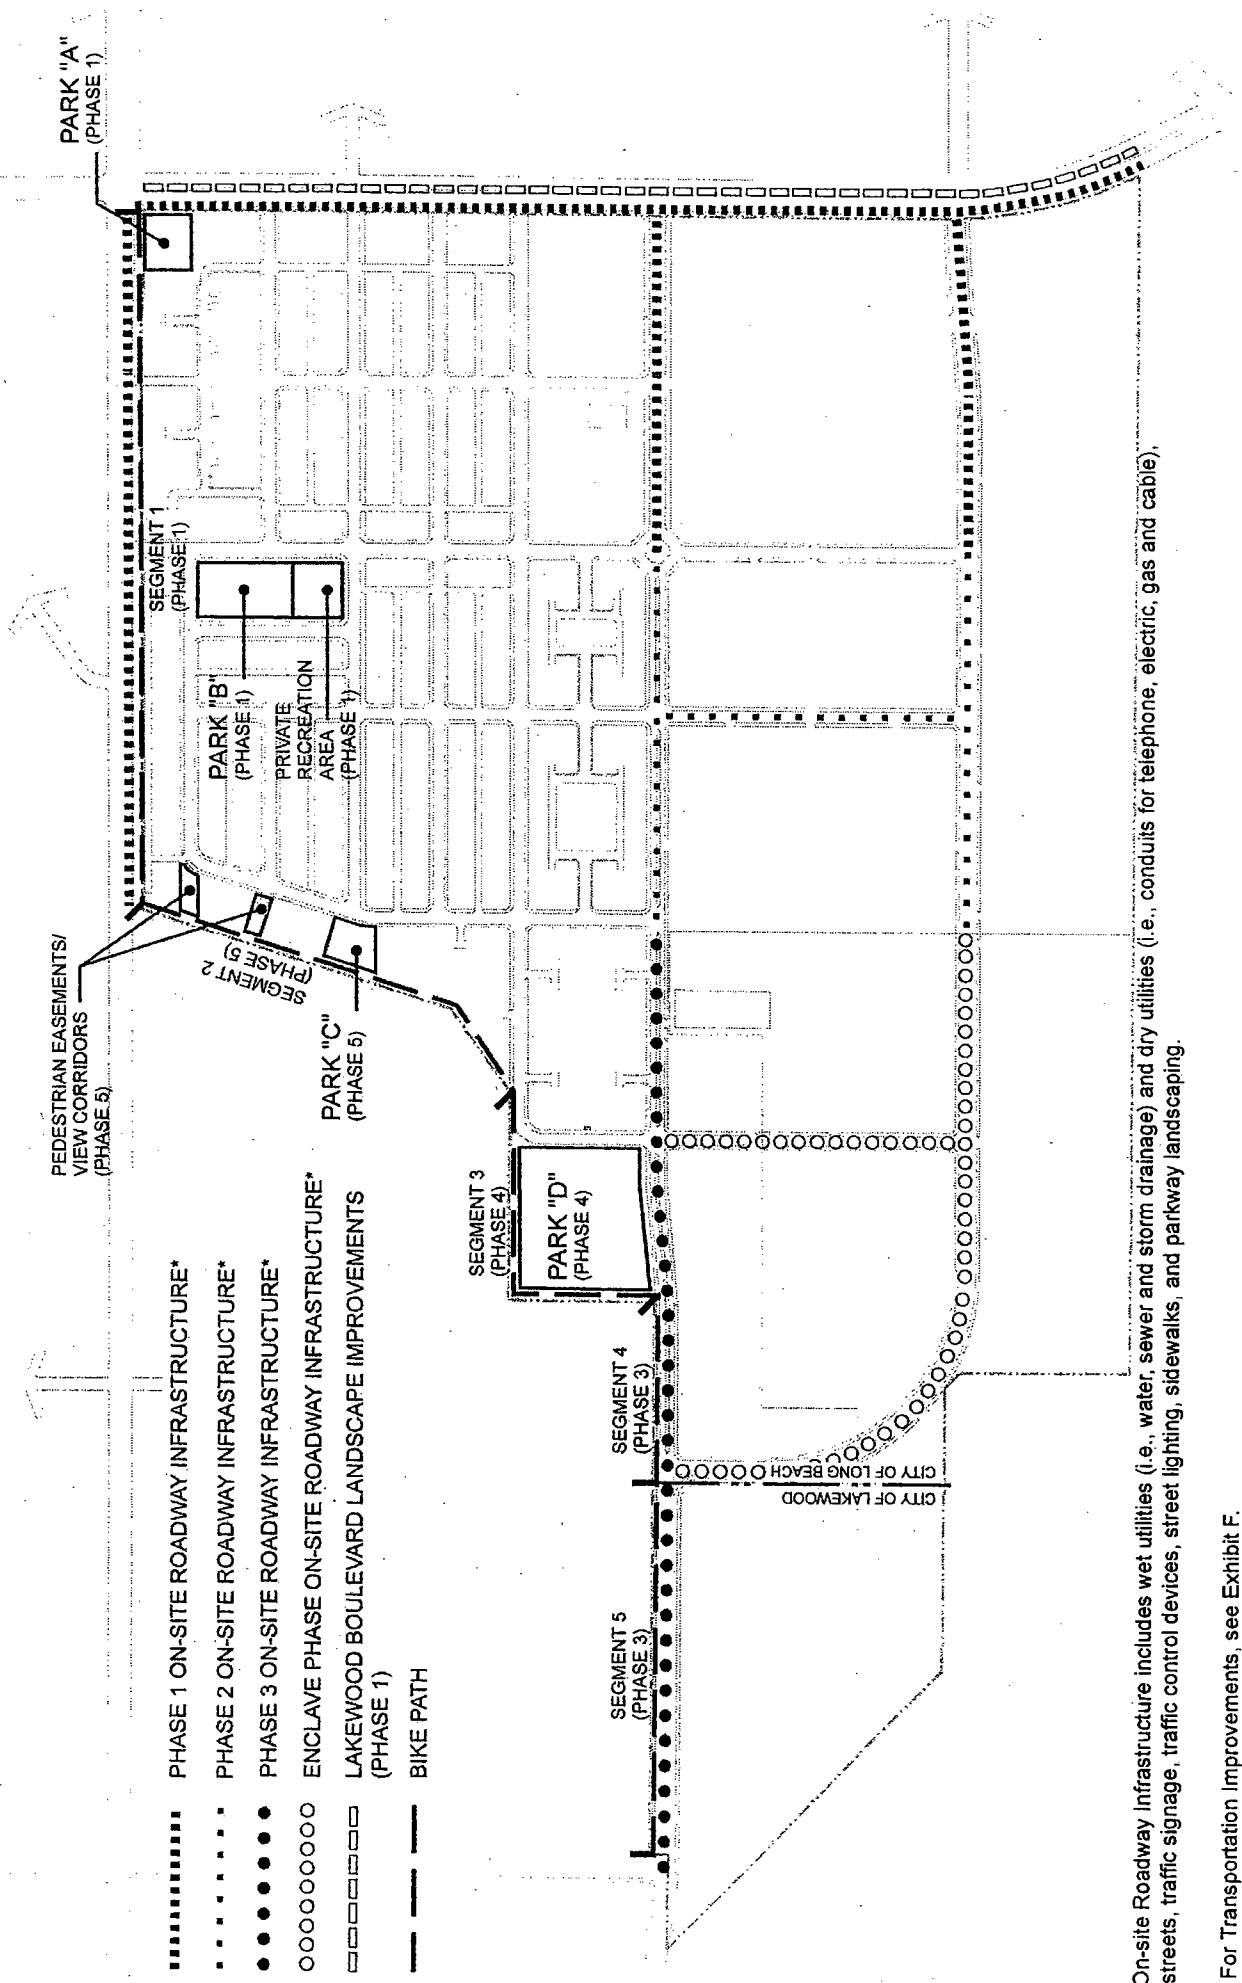 PARK "A"
(PHASE 1)
SEGMENT 1
(PHASE 1)
PARK "B"
(PHASE 1)
PRIVATE
RECREATION
AREA
(PHASE 1)
PEDESTRIAN EASEMENTS/
VIEW CORRIDORS
(PHASE 5)
SEGMENT 2
(PHASE 5)
PARK "C"
(PHASE 5)
SEGMENT 3
(PHASE 4)
PARK "D"
(PHASE 4)
SEGMENT 4
(PHASE 3)
CITY OF LONG BEACH
CITY OF LAKEWOOD
SEGMENT 5
(PHASE 3)
PHASE 1 ON-SITE ROADWAY INFRASTRUCTURE*
PHASE 2 ON-SITE ROADWAY INFRASTRUCTURE*
PHASE 3 ON-SITE ROADWAY INFRASTRUCTURE*
ENCLAVE PHASE ON-SITE ROADWAY INFRASTRUCTURE*
LAKEWOOD BOULEVARD LANDSCAPE IMPROVEMENTS
(PHASE 1)
BIKE PATH
On-site Roadway Infrastructure includes wet utilities (i.e., water, sewer and storm drainage) and dry utilities (i.e., conduits for telephone, electric, gas and cable),
streets, traffic signage, traffic control devices, street lighting, sidewalks, and parkway landscaping.
For Transportation Improvements, see Exhibit F.